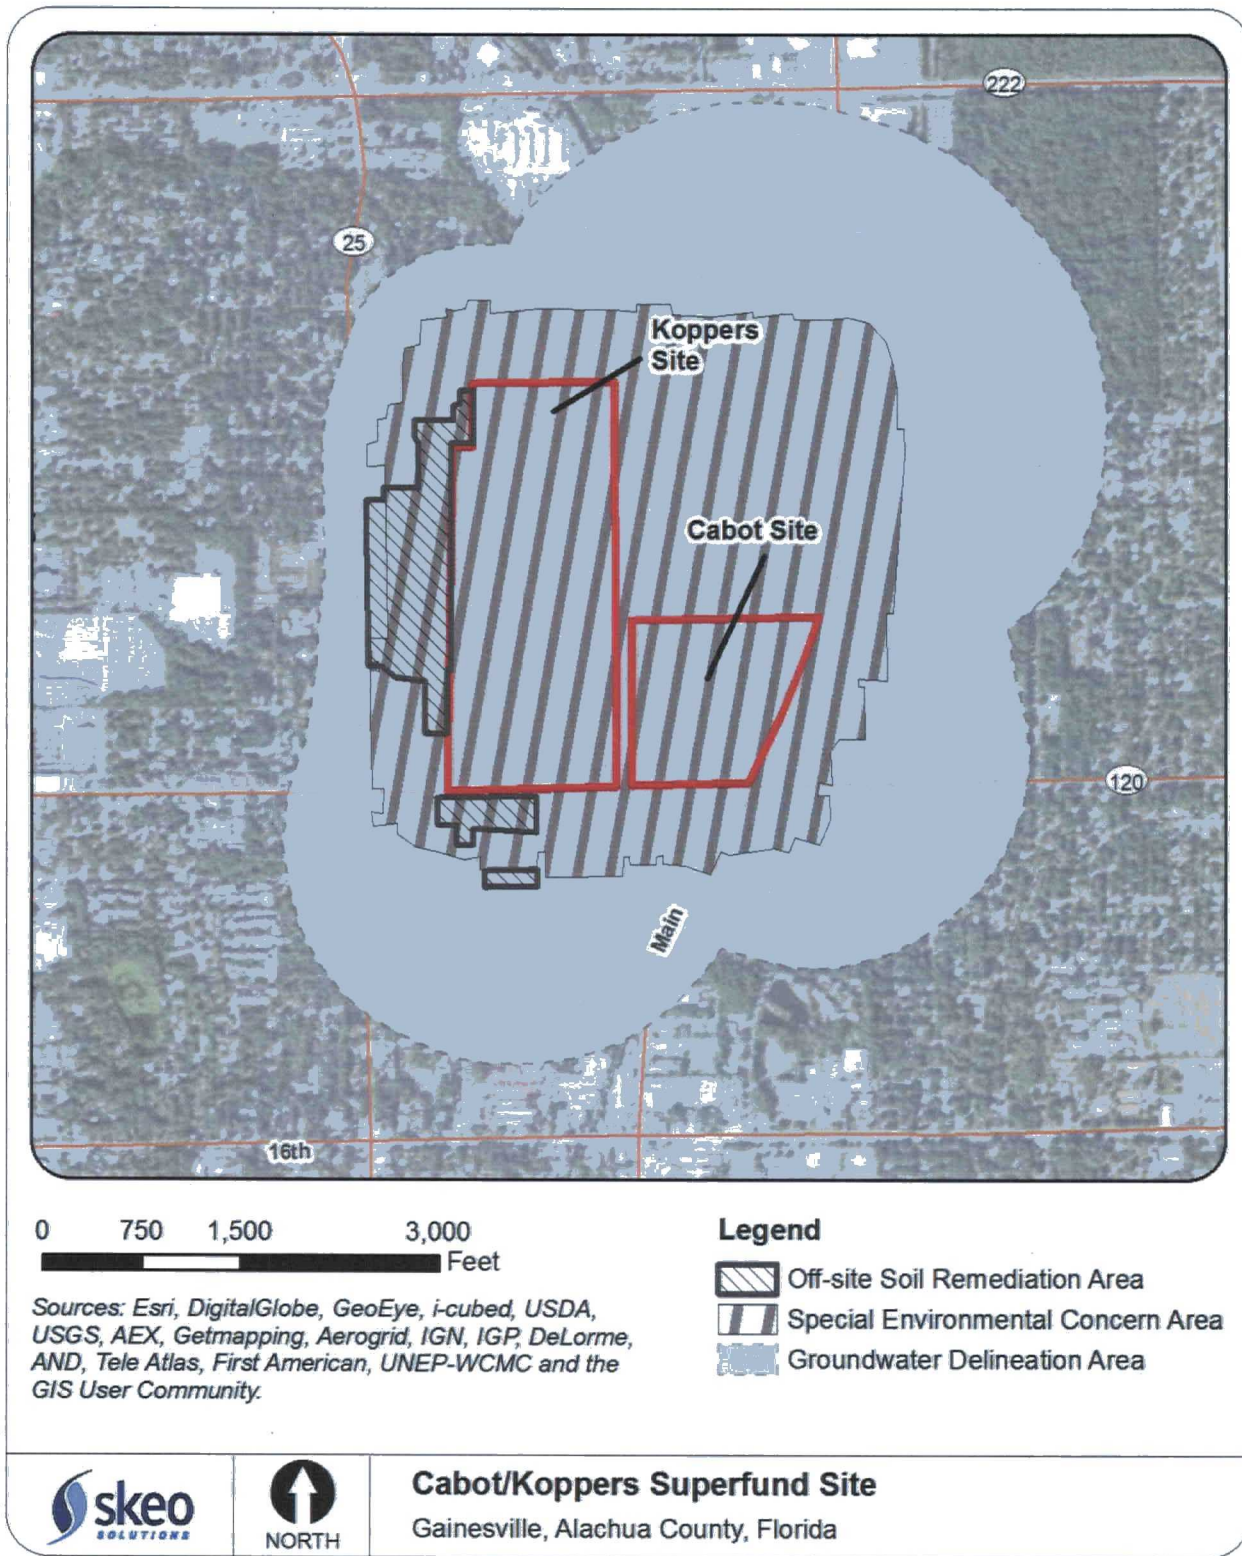 222
25
Koppers
Site
Cabot Site
120
Main
16th
0 750 1,500 3,000
Feet
Sources: Esri, DigitalGlobe, GeoEye, i-cubed, USDA,
USGS, AEX, Getmapping, Aerogrid, IGN, IGP, DeLorme,
AND, Tele Atlas, First American, UNEP-WCMC and the
GIS User Community.
Legend
Off-site Soil Remediation Area
Special Environmental Concern Area
Groundwater Delineation Area
skeo
SOLUTIONS
NORTH
Cabot/Koppers Superfund Site
Gainesville, Alachua County, Florida